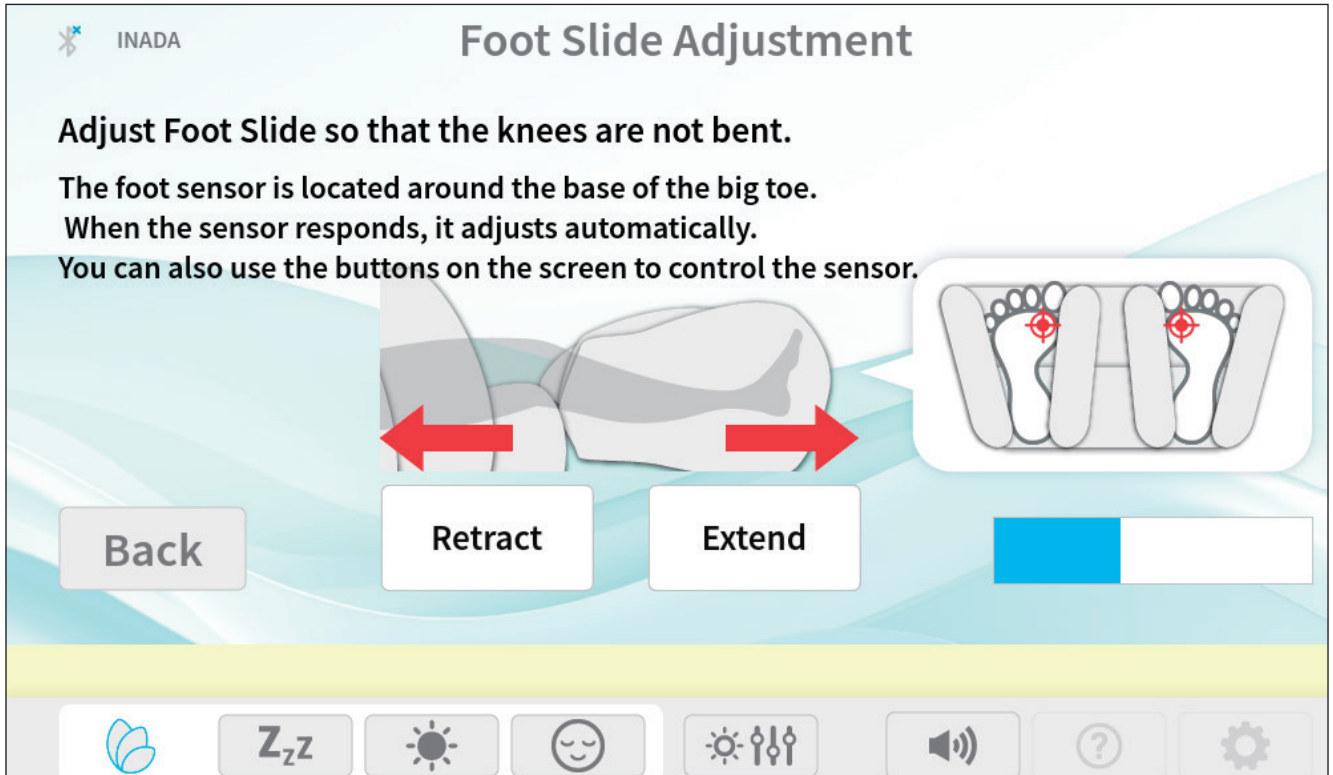 INADA
Foot Slide Adjustment
Adjust Foot Slide so that the knees are not bent.
The foot sensor is located around the base of the big toe.
When the sensor responds, it adjusts automatically.
You can also use the buttons on the screen to control the sensor.
Back
Retract
Extend
ZzZ
?